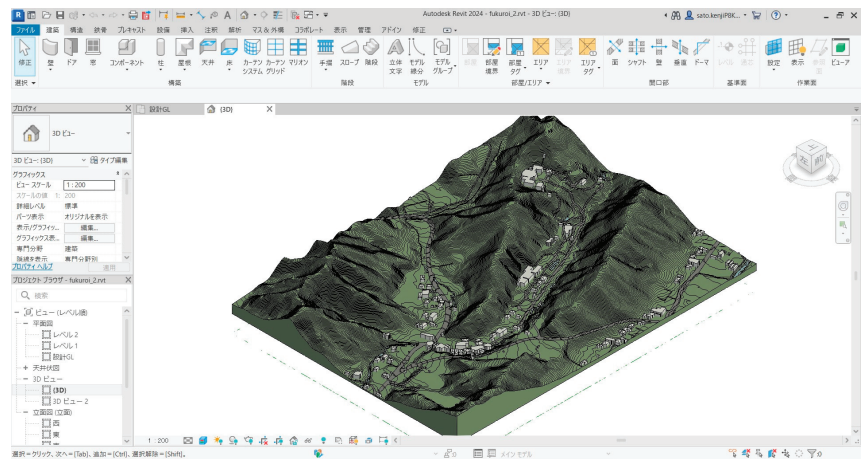 Autodesk Revit 2024 - fukuroi_2.rvt - 3D ビュー: {3D}
sato.kenjiPBK...
ファイル 建築 構造 鉄骨 プレキャスト 設備 挿入 注釈 解析 マス＆外構 コラボレート 表示 管理 アドイン 修正
修正 壁 ドア 窓 コンポーネント 柱 屋根 天井 床 カーテン システム カーテン グリッド マリオン 手摺 スロープ 階段 立体 文字 モデル 線分 モデル グループ 部屋 部屋 境界 部屋 タグ エリア エリア 境界 エリア タグ 面 シャフト 壁 垂直 ドーマ レベル 通芯 設定 表示 参照 面 ビューア
選択 構築 階段 モデル 部屋/エリア 開口部 基準面 作業面
プロパティ
設計GL
{3D}
3D ビュー
3D ビュー: {3D} タイプ編集
グラフィックス
ビュー スケール 1 : 200
スケールの値 1: 200
詳細レベル 標準
パーツ表示 オリジナルを表示
表示/グラフィッ... 編集...
グラフィックス表... 編集...
専門分野 建築
隠線を表示 専門分野別
プロパティ ヘルプ 適用
プロジェクト ブラウザ - fukuroi_2.rvt
検索
ビュー (レベル順)
平面図
レベル 2
レベル 1
設計GL
天井伏図
3D ビュー
{3D}
3D ビュー 2
立面図 (立面)
西
東
1 : 200
選択＝クリック、次へ＝[Tab]、追加＝[Ctrl]、選択解除＝[Shift]。
:0
メイン モデル
:0